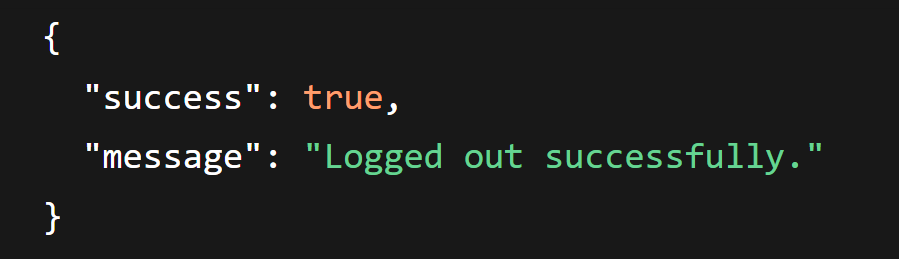 {
"success": true,
"message": "Logged out successfully."
}